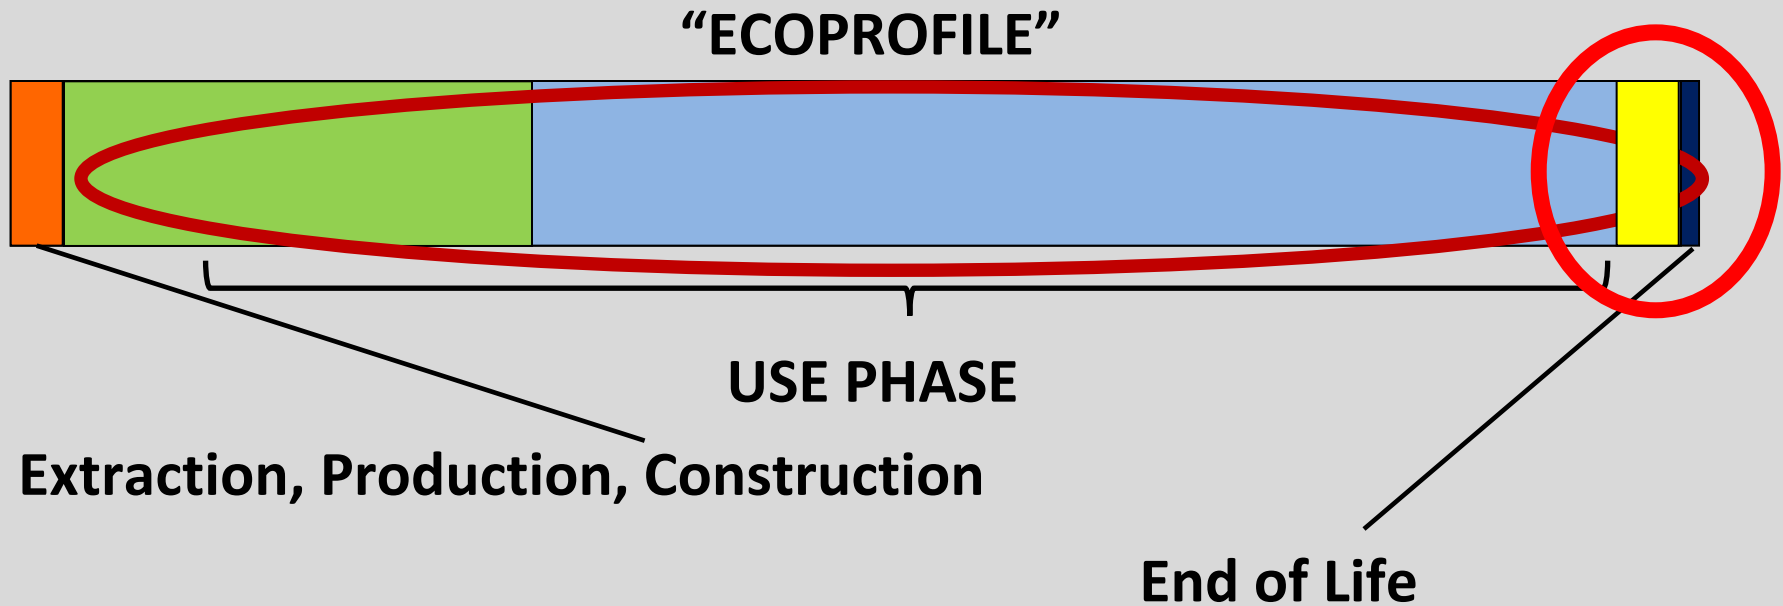 “ECOPROFILE”
USE PHASE
Extraction, Production, Construction
End of Life